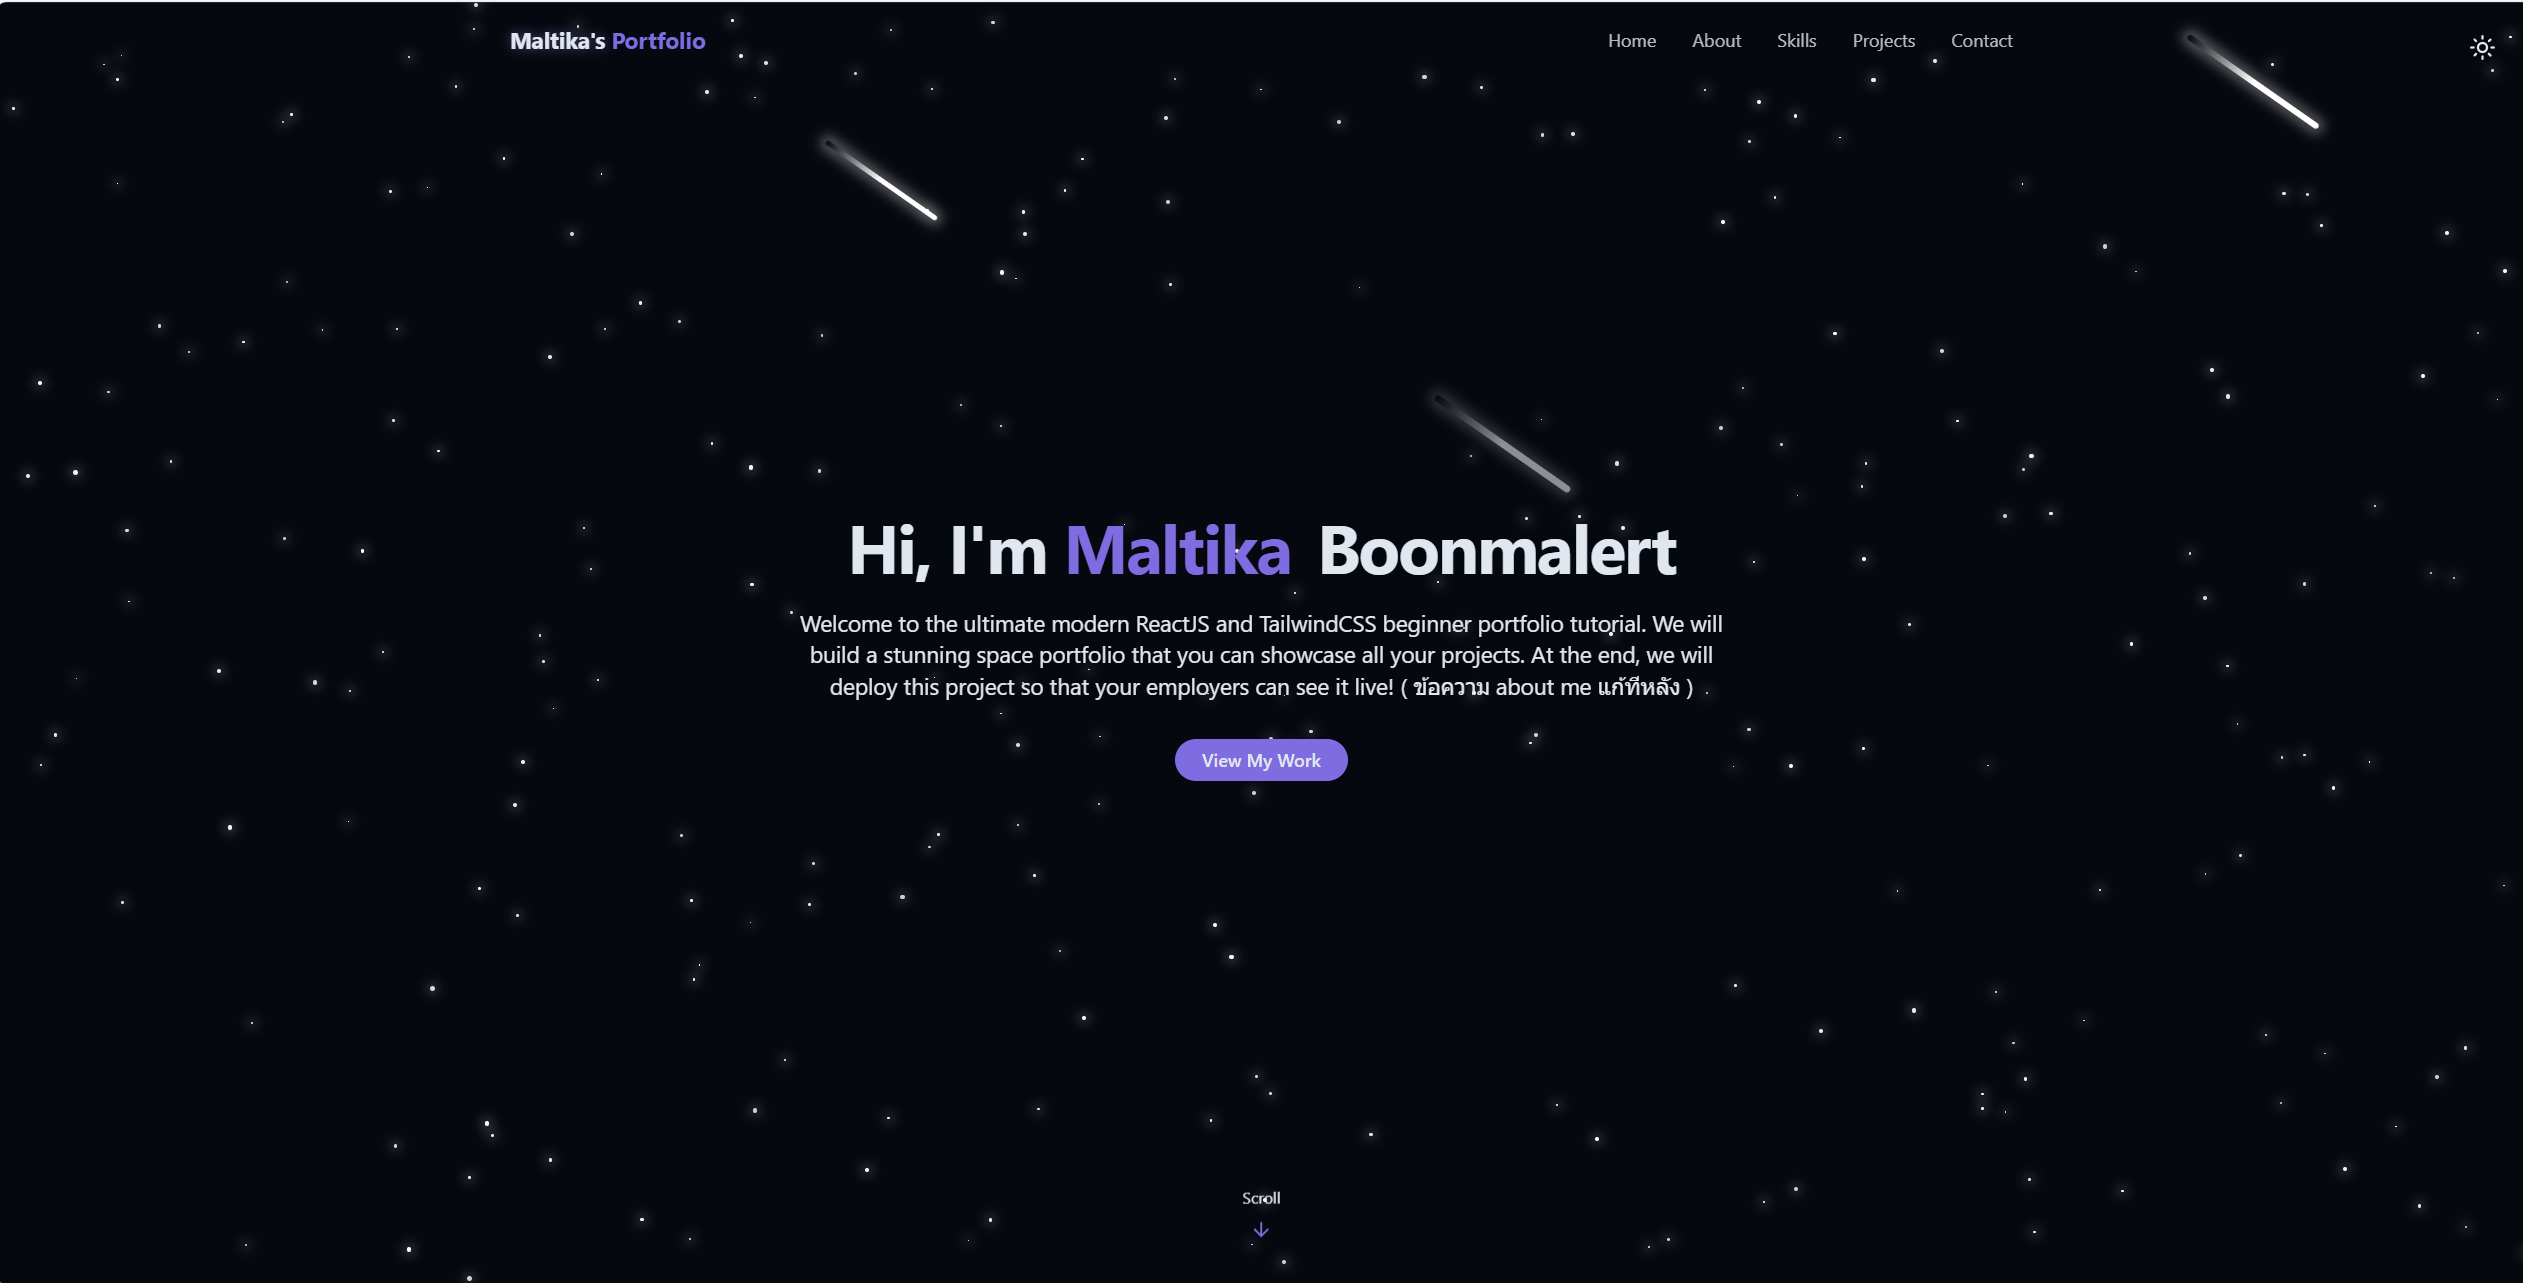 Maltika's Portfolio
Home About Skills Projects Contact
Hi, I'm Maltika Boonmalert
Welcome to the ultimate modern ReactJS and TailwindCSS beginner portfolio tutorial. We will
build a stunning space portfolio that you can showcase all your projects. At the end, we will
deploy this project so that your employers can see it live! ( ข้อความ about me แก้ทีหลัง )
View My Work
Scroll